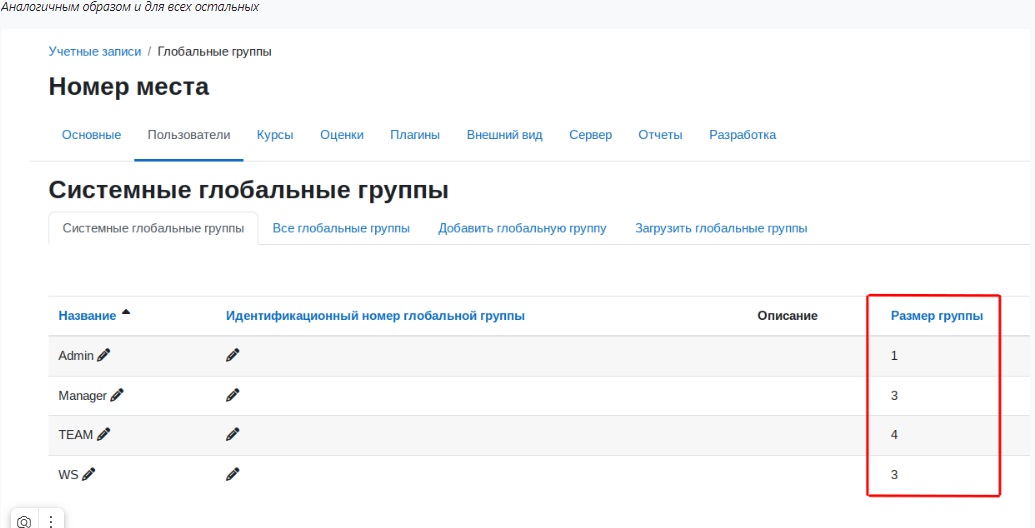 Аналогичным образом и для всех остальных
Учетные записи / Глобальные группы
Номер места
Основные Пользователи Курсы Оценки Плагины Внешний вид Сервер Отчеты Разработка
Системные глобальные группы
Системные глобальные группы Все глобальные группы Добавить глобальную группу Загрузить глобальные группы
Название Идентификационный номер глобальной группы Описание Размер группы
Admin 1
Manager 3
TEAM 4
WS 3